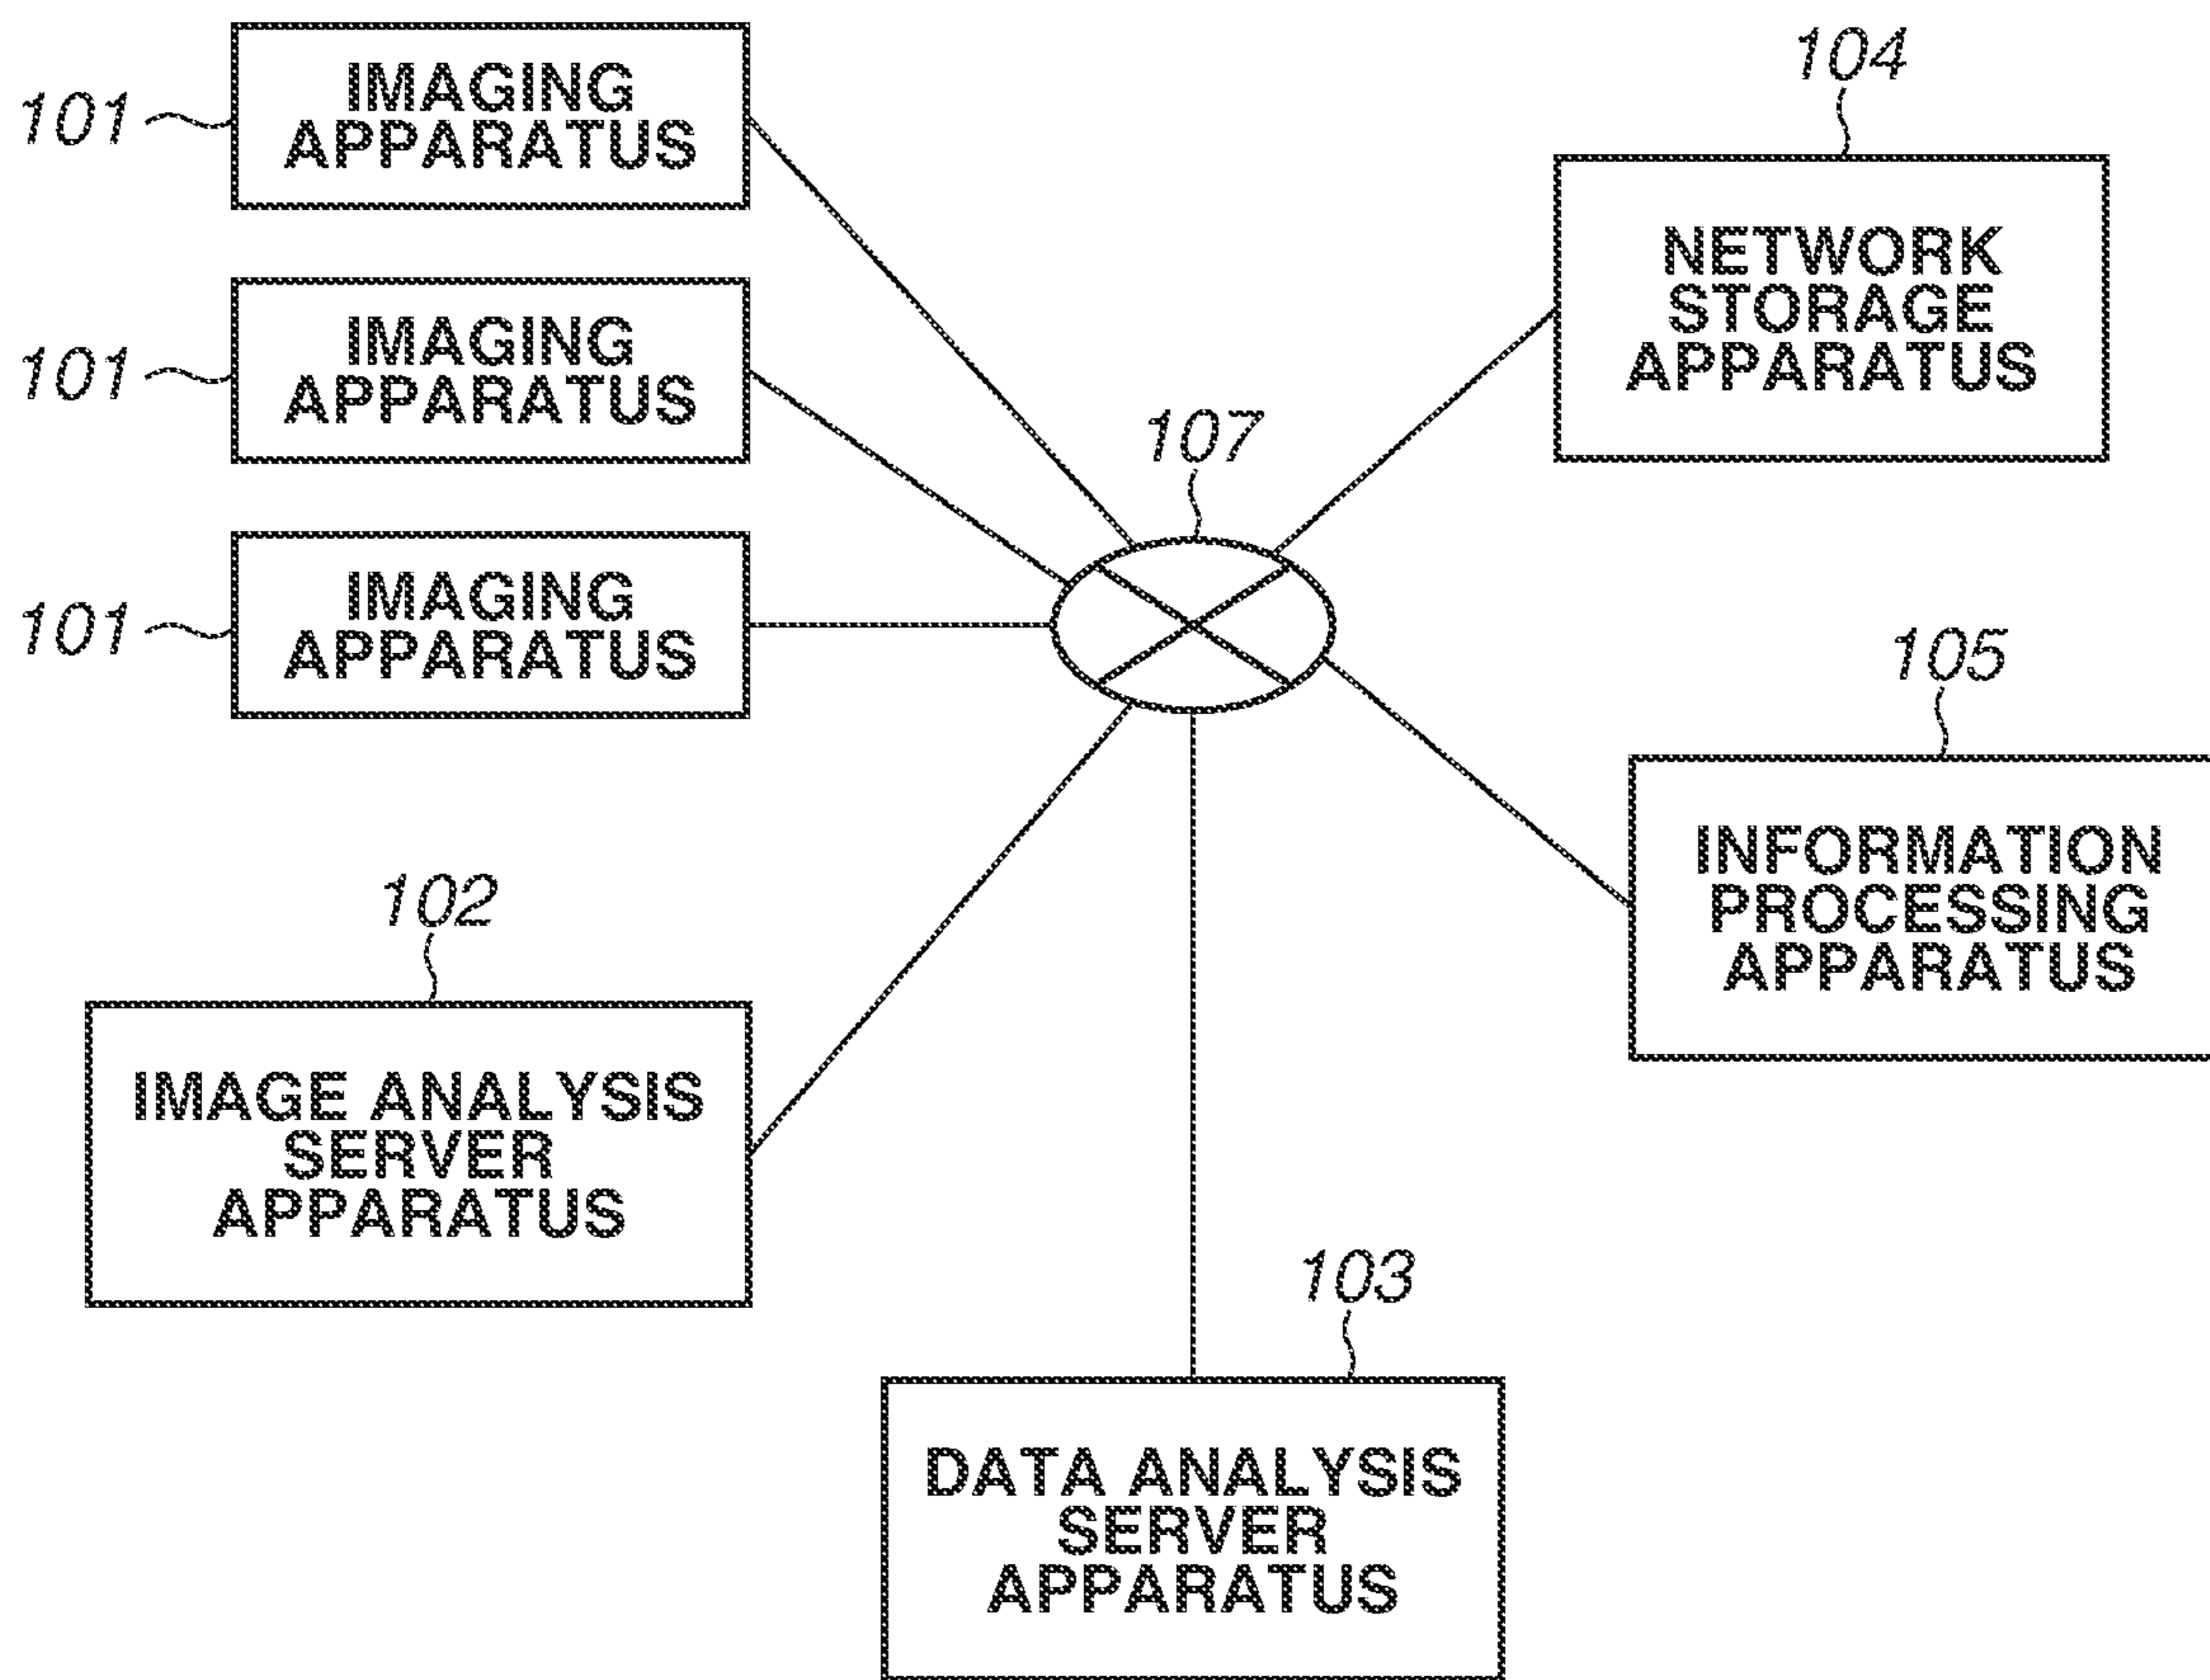 101
IMAGING
APPARATUS
101
IMAGING
APPARATUS
101
IMAGING
APPARATUS
104
NETWORK
STORAGE
APPARATUS
107
105
INFORMATION
PROCESSING
APPARATUS
102
IMAGE ANALYSIS
SERVER
APPARATUS
103
DATA ANALYSIS
SERVER
APPARATUS